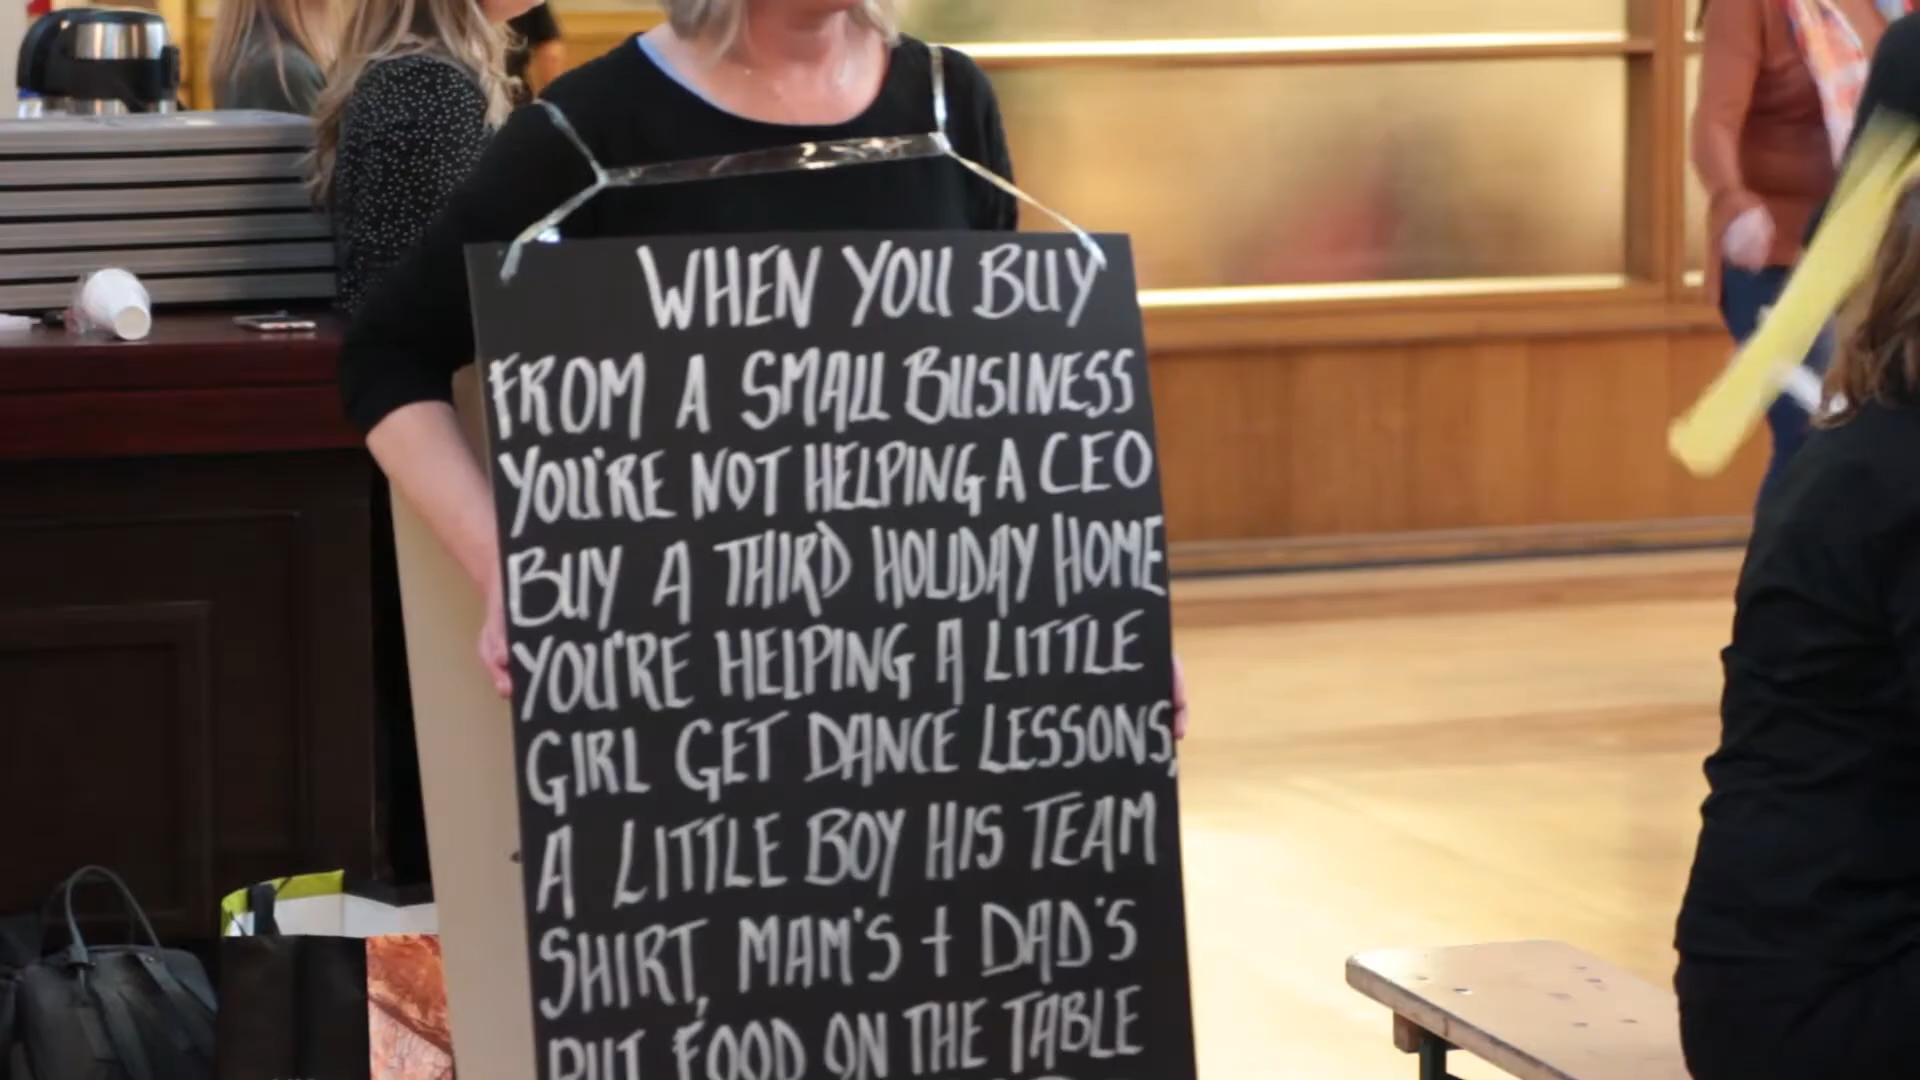 WHEN YOU BUY
FROM A SMALL BUSINESS
YOU'RE NOT HELPING A CEO
BUY A THIRD HOLIDAY HOME
YOU'RE HELPING A LITTLE
GIRL GET DANCE LESSONS,
A LITTLE BOY HIS TEAM
SHIRT, MAM'S + DAD'S
PUT FOOD ON THE TABLE